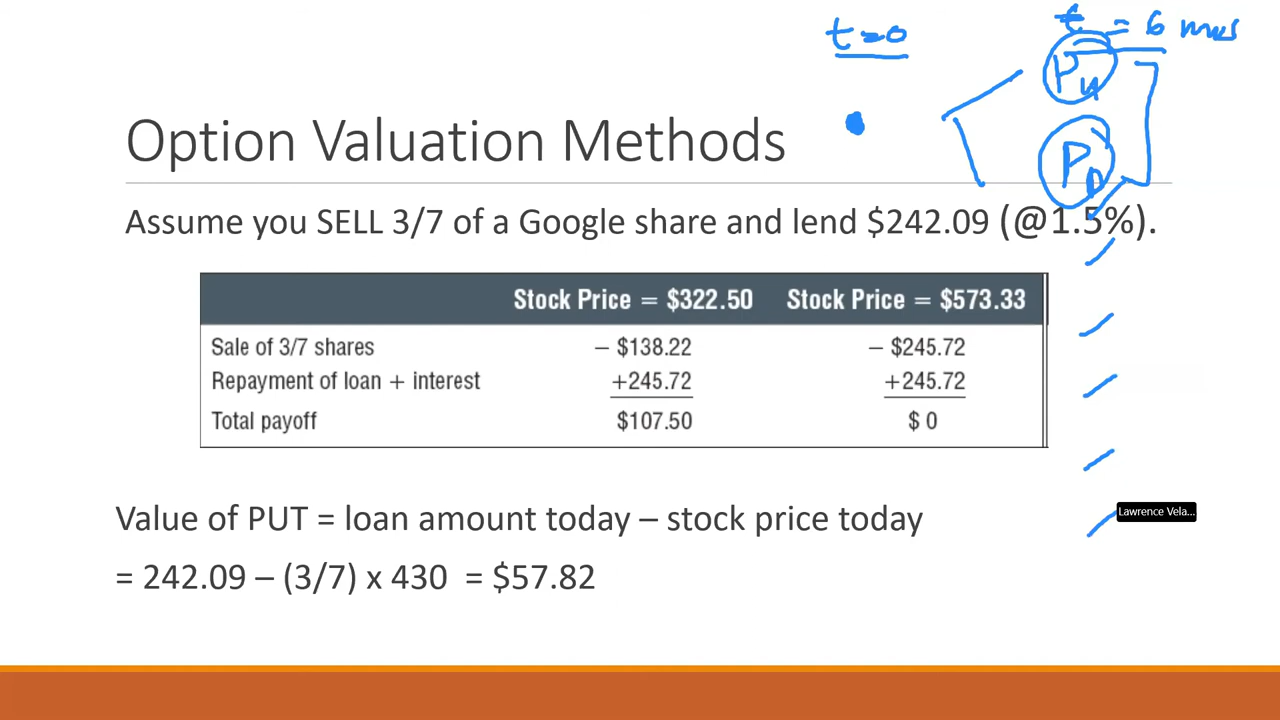 t=0
t = 6 mos
Pu
PD
Option Valuation Methods
Assume you SELL 3/7 of a Google share and lend $242.09 (@1.5%).
Stock Price = $322.50 Stock Price = $573.33
Sale of 3/7 shares − $138.22 − $245.72
Repayment of loan + interest +245.72 +245.72
Total payoff $107.50 $ 0
Lawrence Vela...
Value of PUT = loan amount today – stock price today
= 242.09 – (3/7) x 430 = $57.82